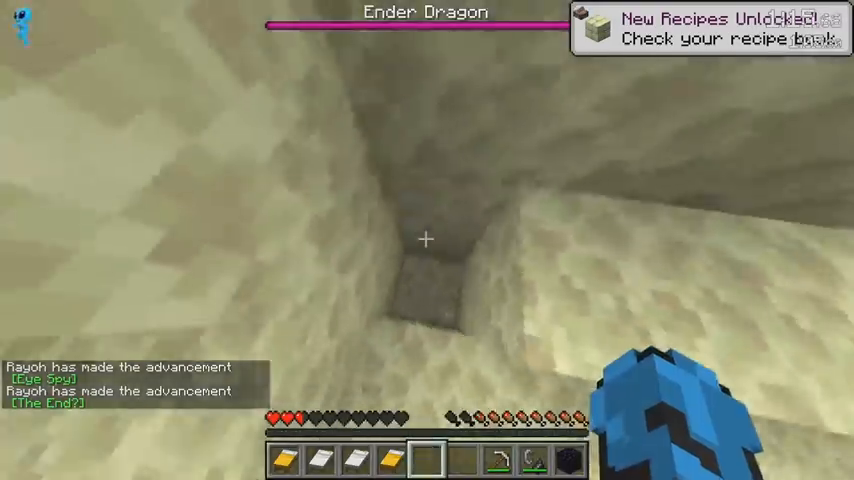 Ender Dragon
New Recipes Unlocked!
Check your recipe book
Rayoh has made the advancement
[Eye Spy]
Rayoh has made the advancement
[The End?]